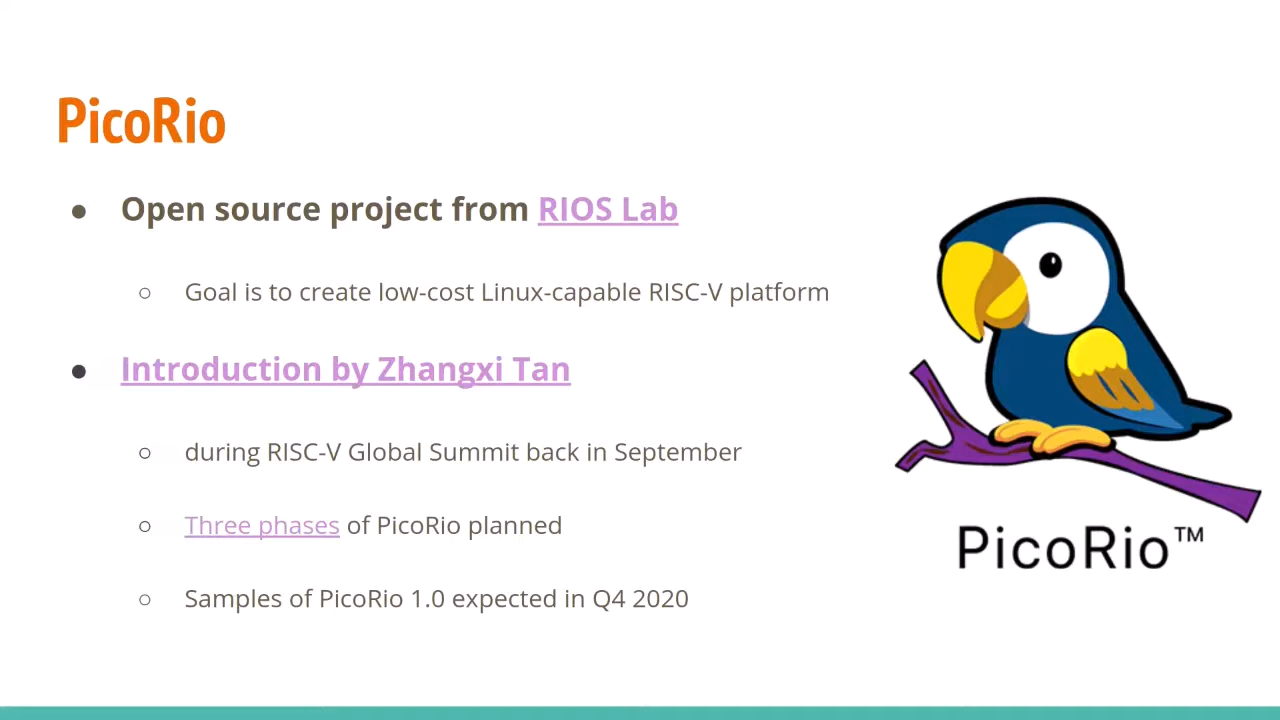 PicoRio
● Open source project from RIOS Lab
○ Goal is to create low-cost Linux-capable RISC-V platform
● Introduction by Zhangxi Tan
○ during RISC-V Global Summit back in September
○ Three phases of PicoRio planned
○ Samples of PicoRio 1.0 expected in Q4 2020
PicoRio™